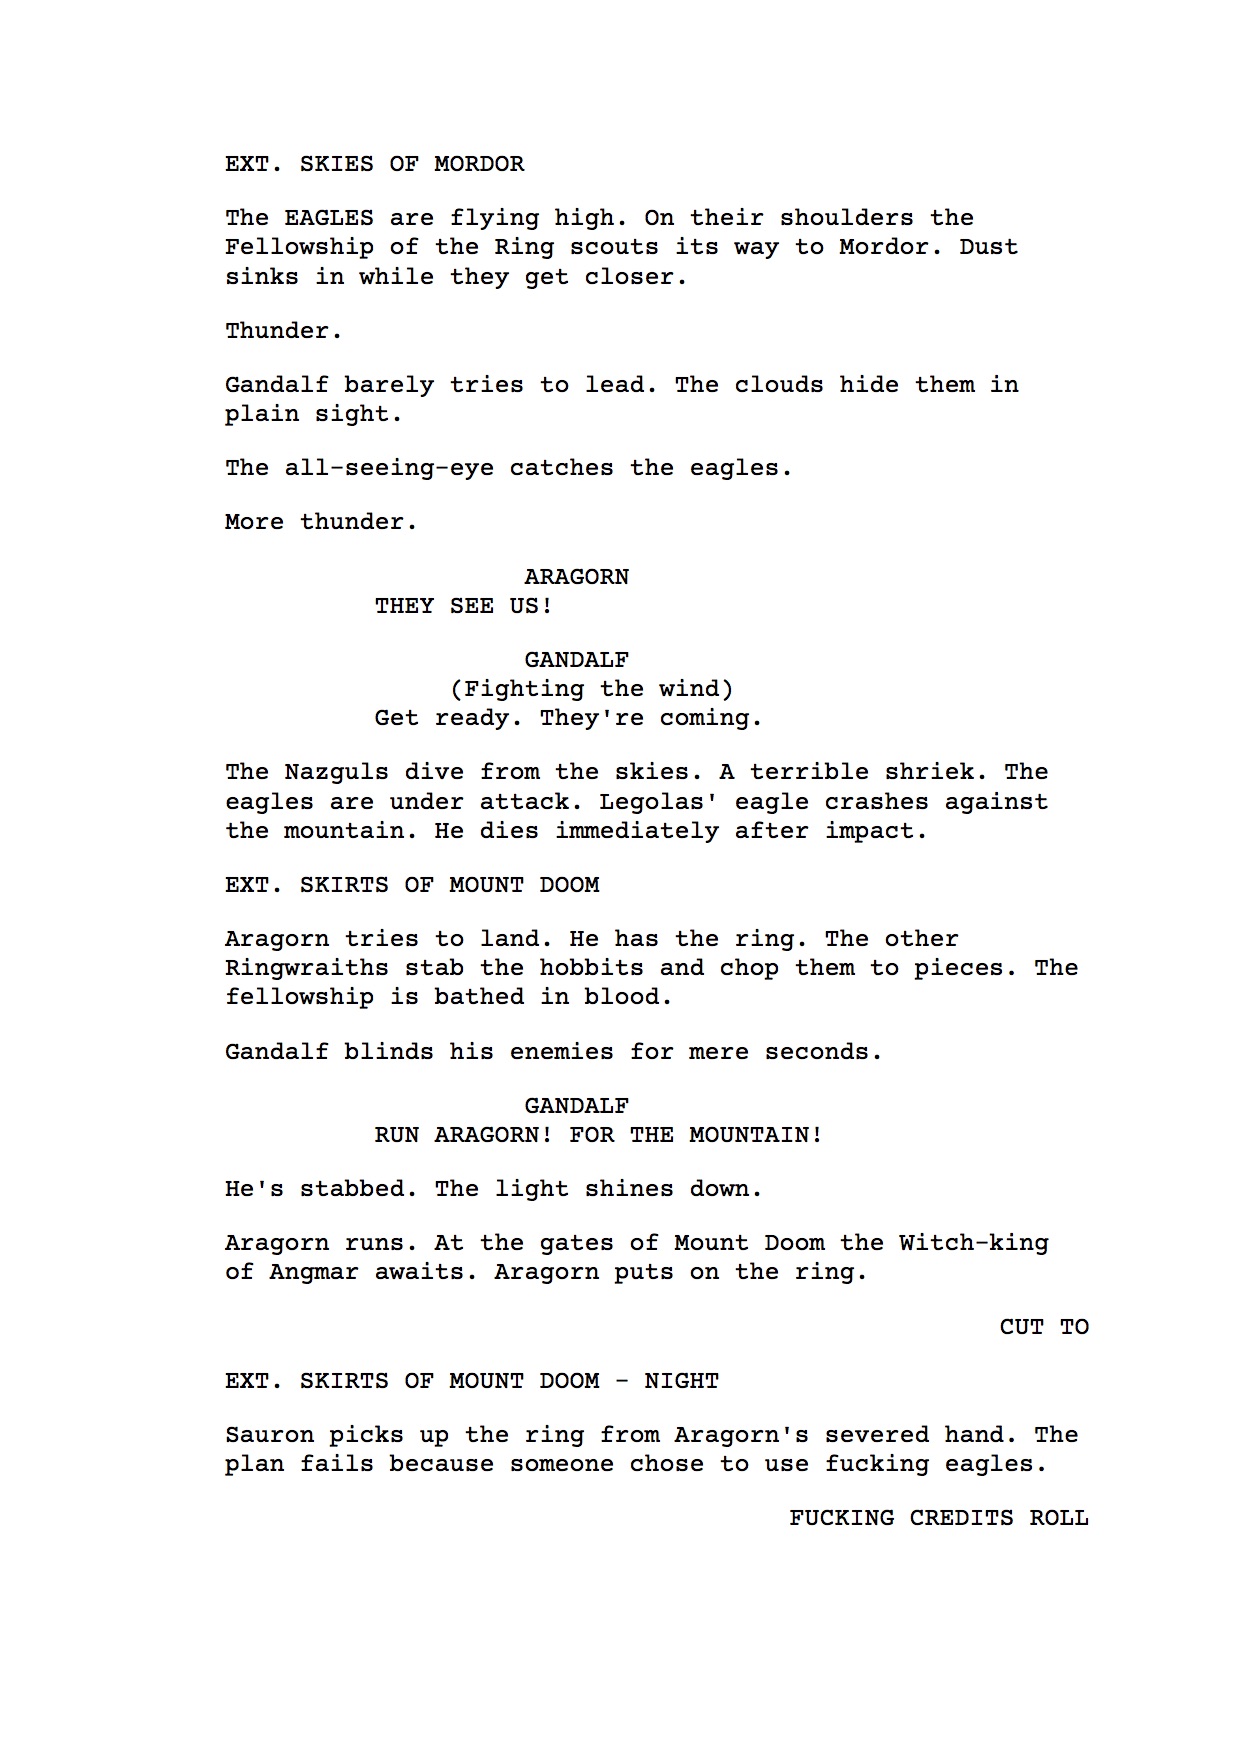 EXT. SKIES OF MORDOR
The EAGLES are flying high. On their shoulders the
Fellowship of the Ring scouts its way to Mordor. Dust
sinks in while they get closer.
Thunder.
Gandalf barely tries to lead. The clouds hide them in
plain sight.
The all-seeing-eye catches the eagles.
More thunder.
ARAGORN
THEY SEE US!
GANDALF
(Fighting the wind)
Get ready. They're coming.
The Nazguls dive from the skies. A terrible shriek. The
eagles are under attack. Legolas' eagle crashes against
the mountain. He dies immediately after impact.
EXT. SKIRTS OF MOUNT DOOM
Aragorn tries to land. He has the ring. The other
Ringwraiths stab the hobbits and chop them to pieces. The
fellowship is bathed in blood.
Gandalf blinds his enemies for mere seconds.
GANDALF
RUN ARAGORN! FOR THE MOUNTAIN!
He's stabbed. The light shines down.
Aragorn runs. At the gates of Mount Doom the Witch-king
of Angmar awaits. Aragorn puts on the ring.
CUT TO
EXT. SKIRTS OF MOUNT DOOM - NIGHT
Sauron picks up the ring from Aragorn's severed hand. The
plan fails because someone chose to use fucking eagles.
FUCKING CREDITS ROLL